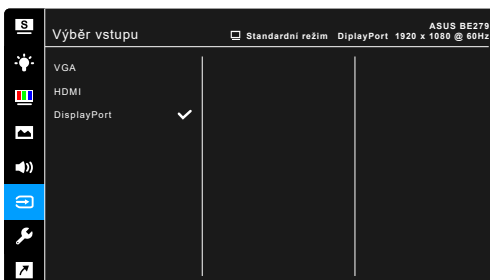 S
ASUS BE279
Výběr vstupu
Standardní režim DiplayPort 1920 x 1080 @ 60Hz
VGA
HDMI
DisplayPort